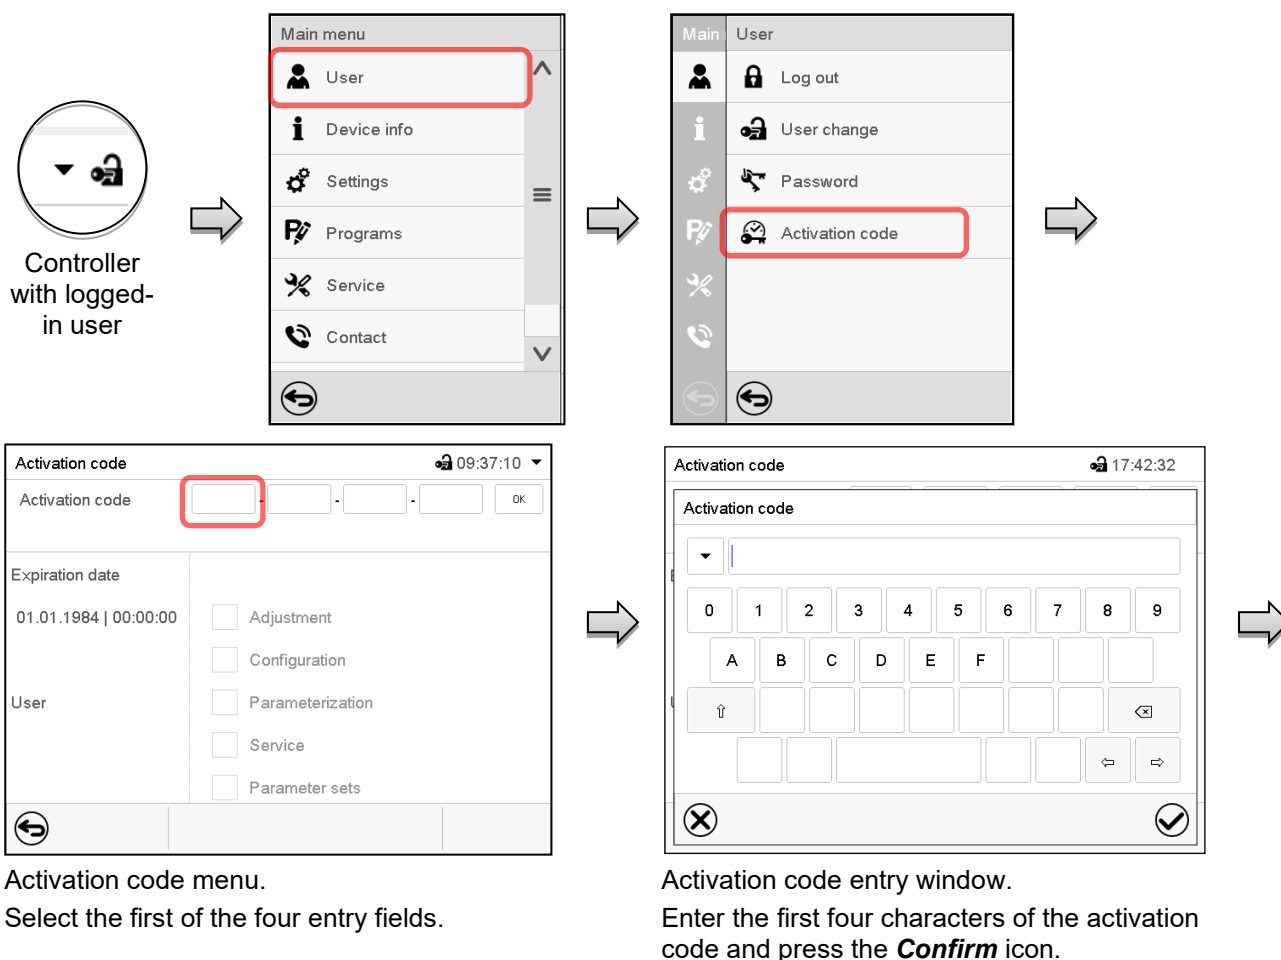 Main menu
User
Device info
Settings
Programs
Service
Contact
Main
User
Log out
User change
Password
Activation code
Controller
with logged-
in user
Activation code
09:37:10
Activation code
-
-
-
OK
Expiration date
01.01.1984 | 00:00:00
Adjustment
Configuration
User
Parameterization
Service
Parameter sets
Activation code
17:42:32
Activation code
0 1 2 3 4 5 6 7 8 9
A B C D E F
Activation code menu.
Select the first of the four entry fields.
Activation code entry window.
Enter the first four characters of the activation
code and press the Confirm icon.